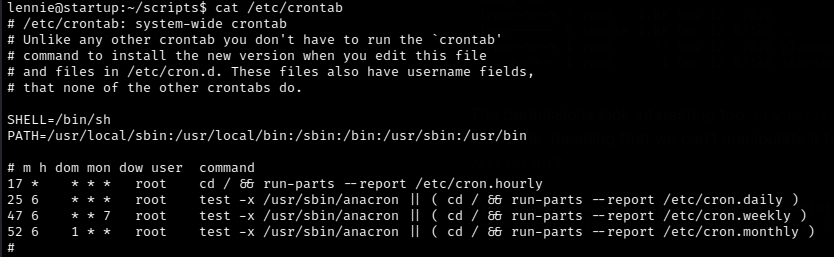 lennie@startup:~/scripts$ cat /etc/crontab
# /etc/crontab: system-wide crontab
# Unlike any other crontab you don't have to run the `crontab'
# command to install the new version when you edit this file
# and files in /etc/cron.d. These files also have username fields,
# that none of the other crontabs do.
SHELL=/bin/sh
PATH=/usr/local/sbin:/usr/local/bin:/sbin:/bin:/usr/sbin:/usr/bin
# m h dom mon dow user  command
17 *    * * *   root    cd / && run-parts --report /etc/cron.hourly
25 6    * * *   root    test -x /usr/sbin/anacron || ( cd / && run-parts --report /etc/cron.daily )
47 6    * * 7   root    test -x /usr/sbin/anacron || ( cd / && run-parts --report /etc/cron.weekly )
52 6    1 * *   root    test -x /usr/sbin/anacron || ( cd / && run-parts --report /etc/cron.monthly )
#